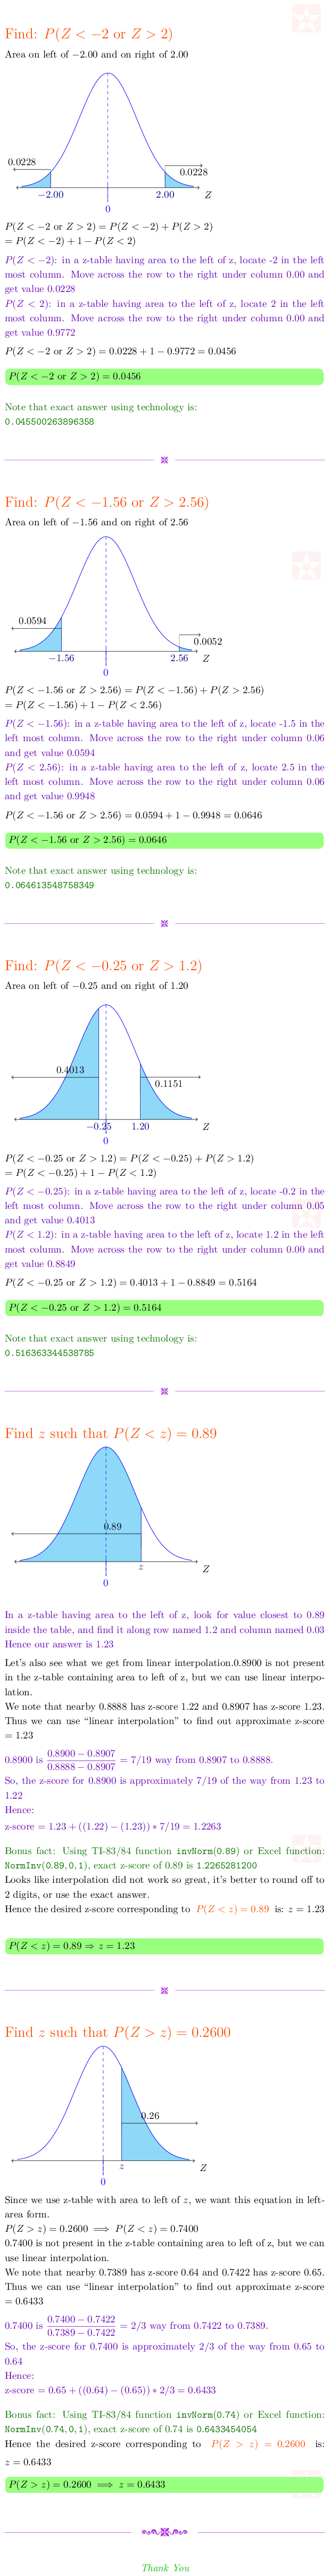 Find: P(Z < −2 or Z > 2)
Area on left of −2.00 and on right of 2.00
0.0228
0.0228
−2.00
2.00
Z
0
P(Z < −2 or Z > 2) = P(Z < −2) + P(Z > 2)
= P(Z < −2) + 1 − P(Z < 2)
P(Z < −2): in a z-table having area to the left of z, locate -2 in the left
most column. Move across the row to the right under column 0.00 and
get value 0.0228
P(Z < 2): in a z-table having area to the left of z, locate 2 in the left
most column. Move across the row to the right under column 0.00 and
get value 0.9772
P(Z < −2 or Z > 2) = 0.0228 + 1 − 0.9772 = 0.0456
P(Z < −2 or Z > 2) = 0.0456
Note that exact answer using technology is:
0.045500263896358
Find: P(Z < −1.56 or Z > 2.56)
Area on left of −1.56 and on right of 2.56
0.0594
0.0052
−1.56
2.56
Z
0
P(Z < −1.56 or Z > 2.56) = P(Z < −1.56) + P(Z > 2.56)
= P(Z < −1.56) + 1 − P(Z < 2.56)
P(Z < −1.56): in a z-table having area to the left of z, locate -1.5 in the
left most column. Move across the row to the right under column 0.06
and get value 0.0594
P(Z < 2.56): in a z-table having area to the left of z, locate 2.5 in the
left most column. Move across the row to the right under column 0.06
and get value 0.9948
P(Z < −1.56 or Z > 2.56) = 0.0594 + 1 − 0.9948 = 0.0646
P(Z < −1.56 or Z > 2.56) = 0.0646
Note that exact answer using technology is:
0.064613548758349
Find: P(Z < −0.25 or Z > 1.2)
Area on left of −0.25 and on right of 1.20
0.4013
0.1151
−0.25
1.20
Z
0
P(Z < −0.25 or Z > 1.2) = P(Z < −0.25) + P(Z > 1.2)
= P(Z < −0.25) + 1 − P(Z < 1.2)
P(Z < −0.25): in a z-table having area to the left of z, locate -0.2 in the
left most column. Move across the row to the right under column 0.05
and get value 0.4013
P(Z < 1.2): in a z-table having area to the left of z, locate 1.2 in the left
most column. Move across the row to the right under column 0.00 and
get value 0.8849
P(Z < −0.25 or Z > 1.2) = 0.4013 + 1 − 0.8849 = 0.5164
P(Z < −0.25 or Z > 1.2) = 0.5164
Note that exact answer using technology is:
0.516363344538785
Find z such that P(Z < z) = 0.89
0.89
z
Z
0
In a z-table having area to the left of z, look for value closest to 0.89
inside the table, and find it along row named 1.2 and column named 0.03
Hence our answer is 1.23
Let's also see what we get from linear interpolation.0.8900 is not present
in the z-table containing area to left of z, but we can use linear interpo-
lation.
We note that nearby 0.8888 has z-score 1.22 and 0.8907 has z-score 1.23.
Thus we can use “linear interpolation” to find out approximate z-score
= 1.23
0.8900 is (0.8900 − 0.8907)/(0.8888 − 0.8907) = 7/19 way from 0.8907 to 0.8888.
So, the z-score for 0.8900 is approximately 7/19 of the way from 1.23 to
1.22
Hence:
z-score = 1.23 + ((1.22) − (1.23)) ∗ 7/19 = 1.2263
Bonus fact: Using TI-83/84 function invNorm(0.89) or Excel function:
NormInv(0.89, 0, 1), exact z-score of 0.89 is 1.2265281200
Looks like interpolation did not work so great, it's better to round off to
2 digits, or use the exact answer.
Hence the desired z-score corresponding to P(Z < z) = 0.89 is: z = 1.23
P(Z < z) = 0.89 ⇒ z = 1.23
Find z such that P(Z > z) = 0.2600
0.26
z
Z
0
Since we use z-table with area to left of z, we want this equation in left-
area form.
P(Z > z) = 0.2600 ⟹ P(Z < z) = 0.7400
0.7400 is not present in the z-table containing area to left of z, but we can
use linear interpolation.
We note that nearby 0.7389 has z-score 0.64 and 0.7422 has z-score 0.65.
Thus we can use “linear interpolation” to find out approximate z-score
= 0.6433
0.7400 is (0.7400 − 0.7422)/(0.7389 − 0.7422) = 2/3 way from 0.7422 to 0.7389.
So, the z-score for 0.7400 is approximately 2/3 of the way from 0.65 to
0.64
Hence:
z-score = 0.65 + ((0.64) − (0.65)) ∗ 2/3 = 0.6433
Bonus fact: Using TI-83/84 function invNorm(0.74) or Excel function:
NormInv(0.74, 0, 1), exact z-score of 0.74 is 0.6433454054
Hence the desired z-score corresponding to P(Z > z) = 0.2600 is:
z = 0.6433
P(Z > z) = 0.2600 ⟹ z = 0.6433
Thank You